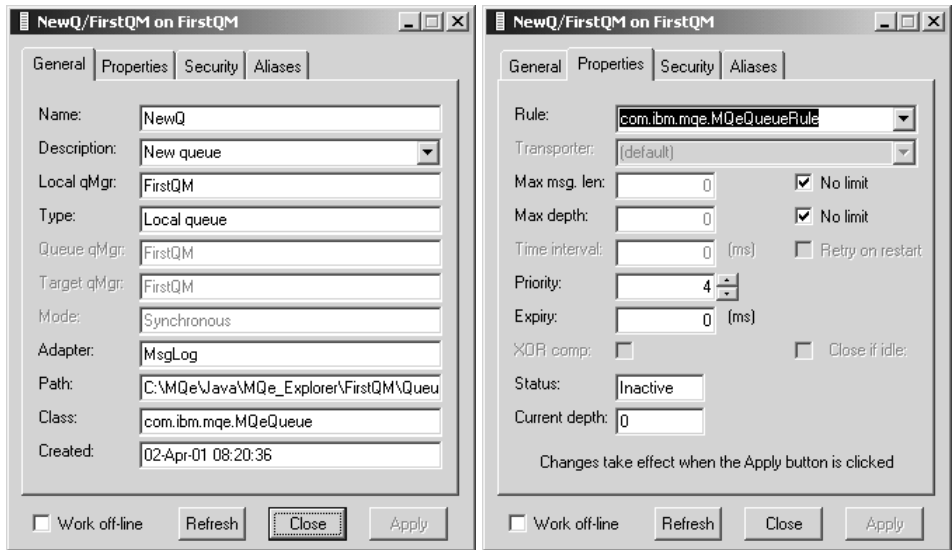 NewQ/FirstQM on FirstQM
General Properties Security Aliases
Name: NewQ
Description: New queue
Local qMgr: FirstQM
Type: Local queue
Queue qMgr: FirstQM
Target qMgr: FirstQM
Mode: Synchronous
Adapter: MsgLog
Path: C:\MQe\Java\MQe_Explorer\FirstQM\Queu
Class: com.ibm.mqe.MQeQueue
Created: 02-Apr-01 08:20:36
Work off-line Refresh Close Apply
NewQ/FirstQM on FirstQM
General Properties Security Aliases
Rule: com.ibm.mqe.MQeQueueRule
Transporter: (default)
Max msg. len: 0 No limit
Max depth: 0 No limit
Time interval: 0 (ms) Retry on restart
Priority: 4
Expiry: 0 (ms)
XOR comp: Close if idle:
Status: Inactive
Current depth: 0
Changes take effect when the Apply button is clicked
Work off-line Refresh Close Apply